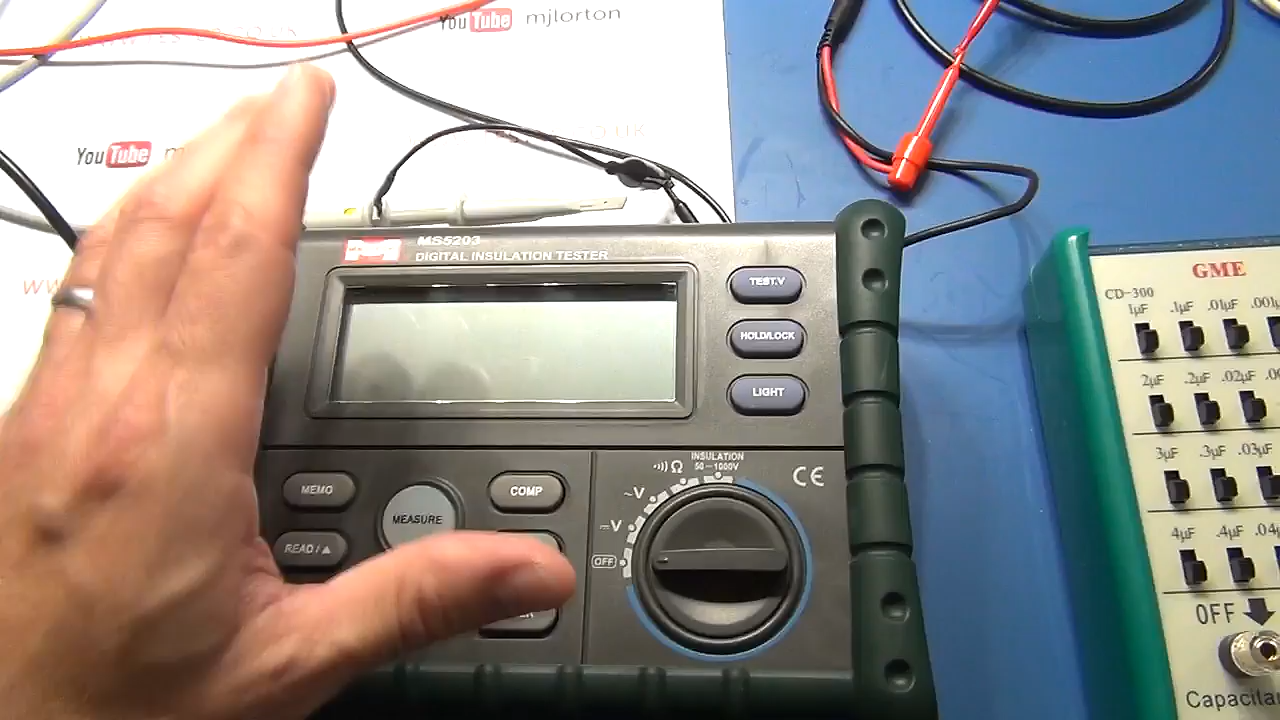 YouTube mjlorton
YouTube
MS5203
DIGITAL INSULATION TESTER
TEST.V
HOLD/LOCK
LIGHT
MEMO
MEASURE
COMP
READ/▲
INSULATION
50-1000V
Ω
~V
V
OFF
CE
GME
CD-300
1µF .1µF .01µF
2µF .2µF .02µF
3µF .3µF .03µF
4µF .4µF
OFF